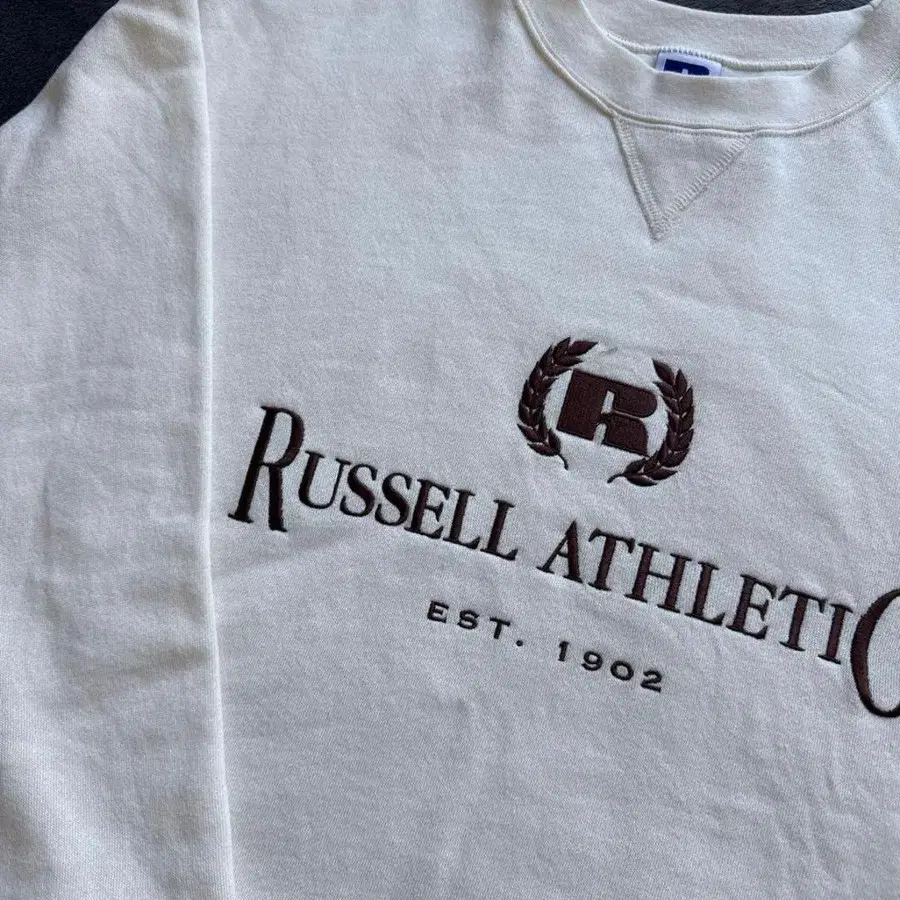 R
RUSSELL ATHLETIC
EST. 1902